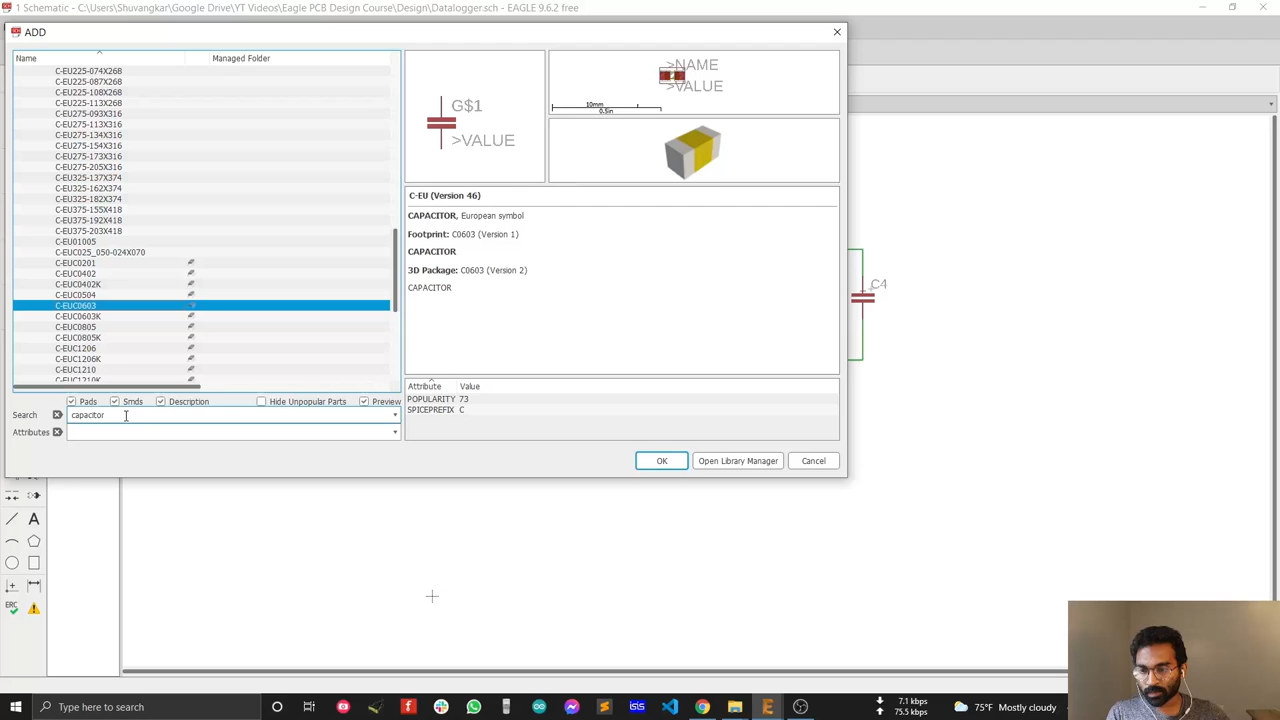 1 Schematic - C:\Users\Shuvangkar\Google Drive\YT Videos\Eagle PCB Design Course\Design\Datalogger.sch - EAGLE 9.6.2 free
ADD
Name
Managed Folder
C-EU225-074X268
C-EU225-087X268
C-EU225-108X268
C-EU225-113X268
C-EU275-093X316
C-EU275-113X316
C-EU275-134X316
C-EU275-154X316
C-EU275-173X316
C-EU275-205X316
C-EU325-137X374
C-EU325-162X374
C-EU325-182X374
C-EU375-155X418
C-EU375-192X418
C-EU375-203X418
C-EU01005
C-EUC025_050-024X070
C-EUC0201
C-EUC0402
C-EUC0402K
C-EUC0504
C-EUC0603
C-EUC0603K
C-EUC0805
C-EUC0805K
C-EUC1206
C-EUC1206K
C-EUC1210
C-EUC1210K
Pads
Smds
Description
Hide Unpopular Parts
Preview
Search
capacitor
Attributes
G$1
>VALUE
>NAME
>VALUE
10mm
0.5in
C-EU (Version 46)
CAPACITOR, European symbol
Footprint: C0603 (Version 1)
CAPACITOR
3D Package: C0603 (Version 2)
CAPACITOR
Attribute
Value
POPULARITY 73
SPICEPREFIX C
OK
Open Library Manager
Cancel
C4
ERC
Type here to search
7.1 kbps
75.5 kbps
75°F Mostly cloudy